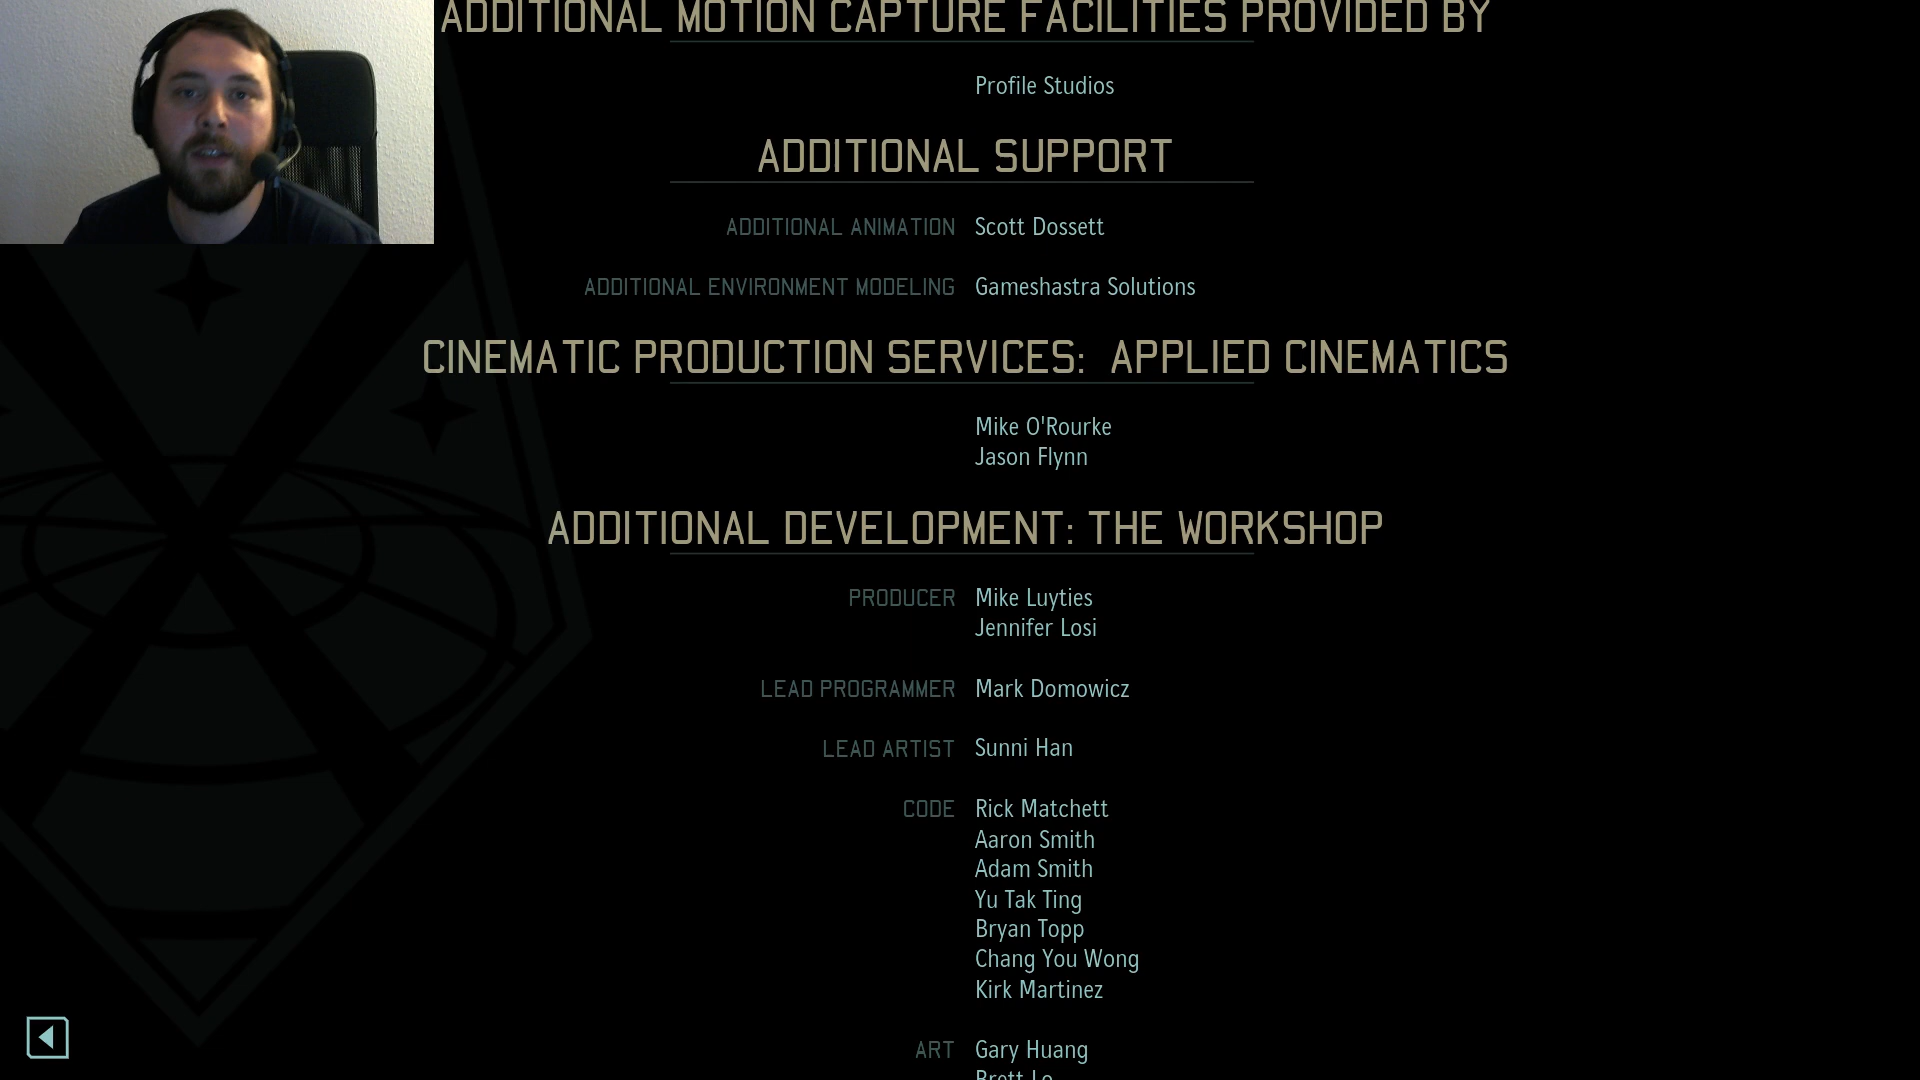 ADDITIONAL MOTION CAPTURE FACILITIES PROVIDED BY
Profile Studios
ADDITIONAL SUPPORT
ADDITIONAL ANIMATION Scott Dossett
ADDITIONAL ENVIRONMENT MODELING Gameshastra Solutions
CINEMATIC PRODUCTION SERVICES: APPLIED CINEMATICS
Mike O'Rourke
Jason Flynn
ADDITIONAL DEVELOPMENT: THE WORKSHOP
PRODUCER Mike Luyties
Jennifer Losi
LEAD PROGRAMMER Mark Domowicz
LEAD ARTIST Sunni Han
CODE Rick Matchett
Aaron Smith
Adam Smith
Yu Tak Ting
Bryan Topp
Chang You Wong
Kirk Martinez
ART Gary Huang
Brett Lo